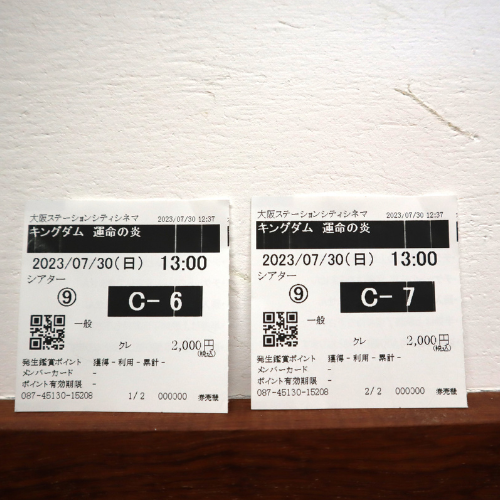 大阪ステーションシティシネマ 2023/07/30 12:37
キングダム 運命の炎
2023/07/30(日) 13:00
シアター
⑨ C- 6
一般
クレ 2,000円
(税込)
発生鑑賞ポイント 獲得 - 利用 - 累計 -
メンバーカード -
ポイント有効期限 -
087-45130-15208 1/2 000000 券売機
大阪ステーションシティシネマ 2023/07/30 12:37
キングダム 運命の炎
2023/07/30(日) 13:00
シアター
⑨ C- 7
一般
クレ 2,000円
(税込)
発生鑑賞ポイント 獲得 - 利用 - 累計 -
メンバーカード -
ポイント有効期限 -
087-45130-15208 2/2 000000 券売機